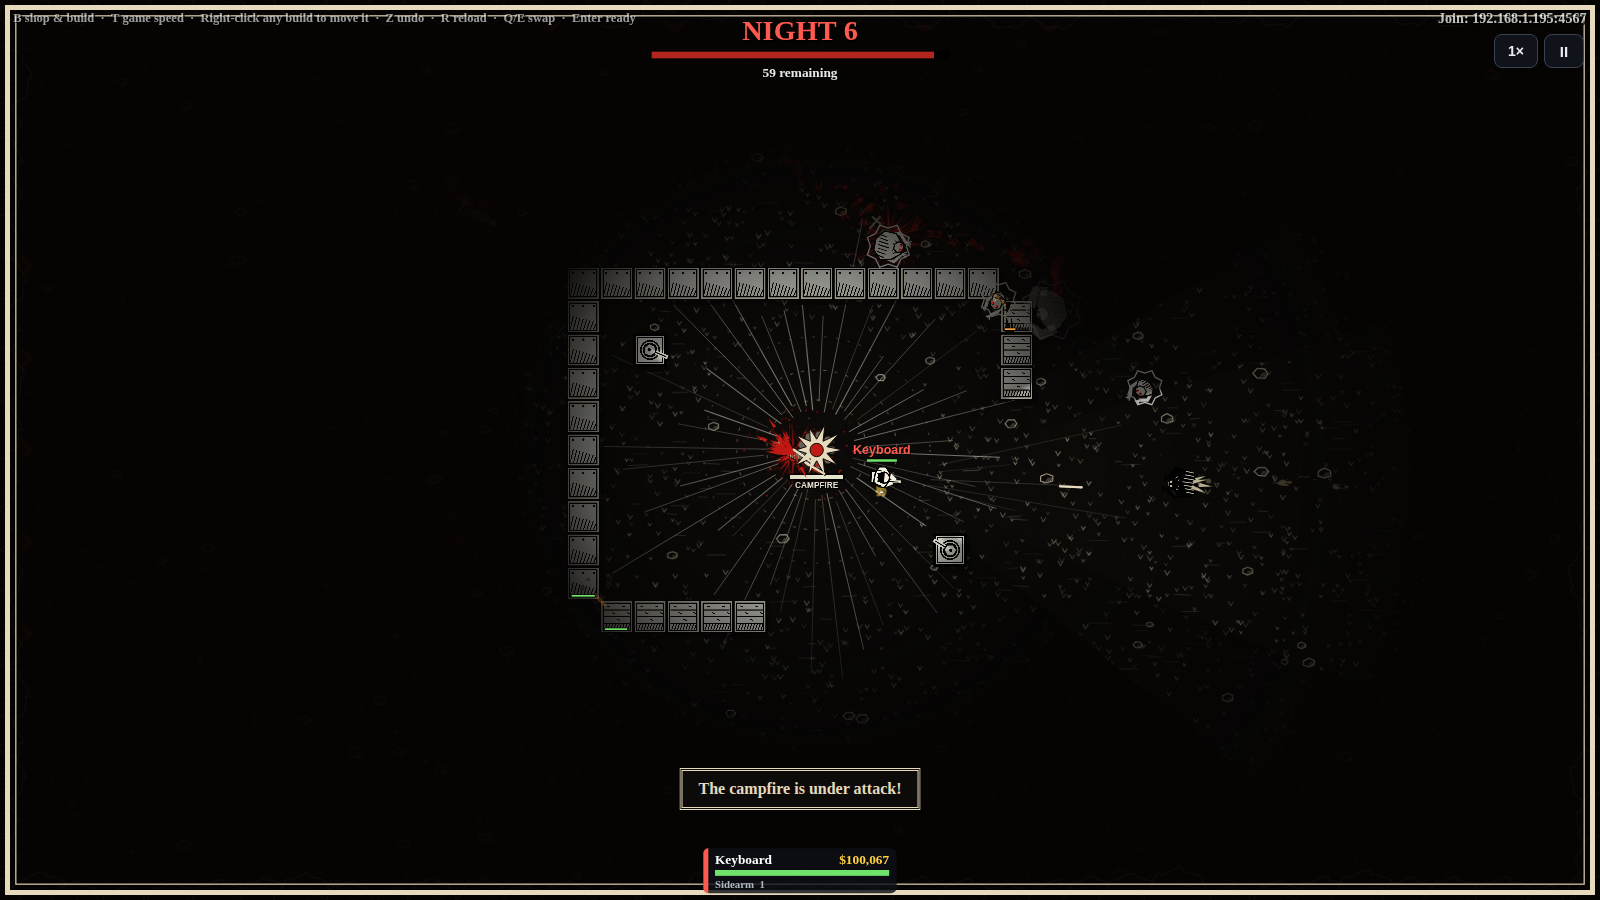 B shop & build · T game speed · Right-click any build to move it · Z undo · R reload · Q/E swap · Enter ready
Join: 192.168.1.195:4567
NIGHT 6
1×
59 remaining
Keyboard
CAMPFIRE
The campfire is under attack!
Keyboard $100,067
Sidearm 1